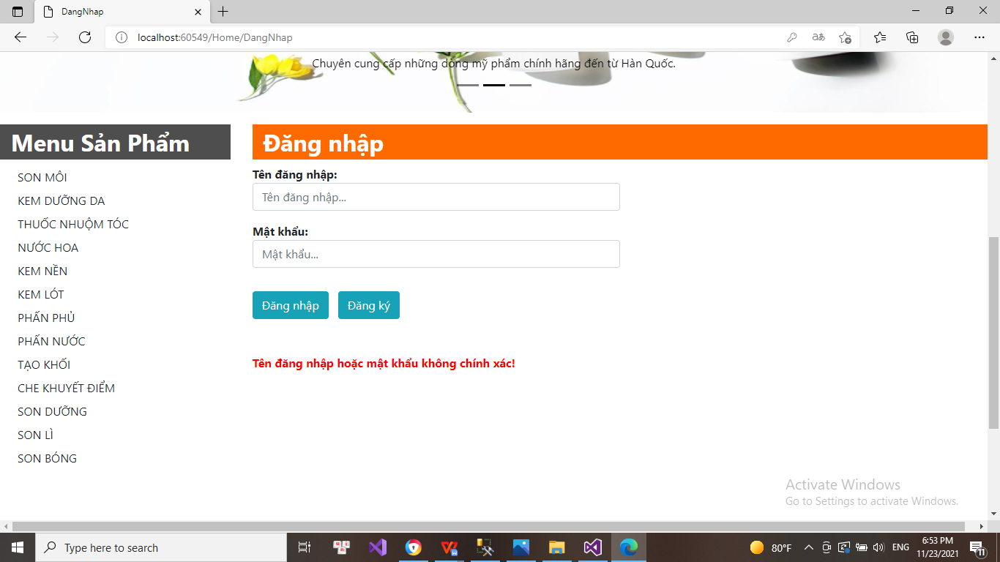 DangNhap
localhost:60549/Home/DangNhap
Chuyên cung cấp những dòng mỹ phẩm chính hãng đến từ Hàn Quốc.
Menu Sản Phẩm
SON MÔI
KEM DƯỠNG DA
THUỐC NHUỘM TÓC
NƯỚC HOA
KEM NỀN
KEM LÓT
PHẤN PHỦ
PHẤN NƯỚC
TẠO KHỐI
CHE KHUYẾT ĐIỂM
SON DƯỠNG
SON LÌ
SON BÓNG
Đăng nhập
Tên đăng nhập:
Tên đăng nhập...
Mật khẩu:
Mật khẩu...
Đăng nhập Đăng ký
Tên đăng nhập hoặc mật khẩu không chính xác!
Activate Windows
Go to Settings to activate Windows.
Type here to search
80°F
ENG
6:53 PM
11/23/2021
11